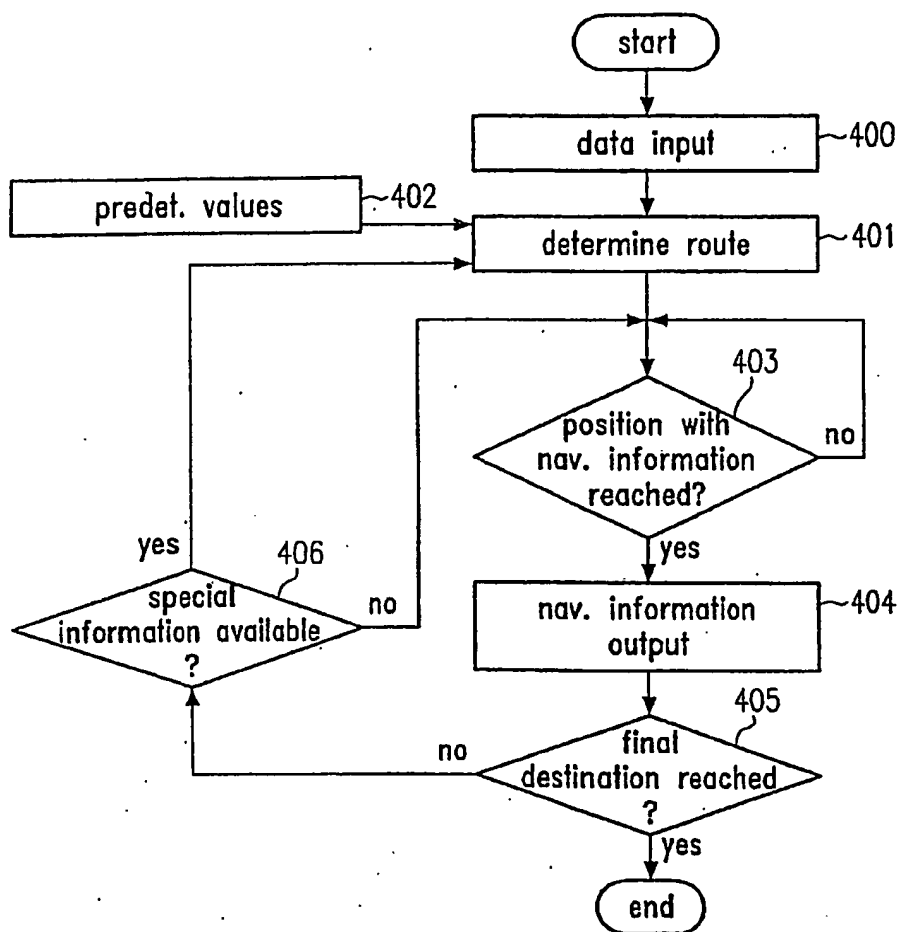 start
data input
400
predet. values
402
determine route
401
403
position with
nav. information
reached?
no
yes
yes
406
special
information available
?
no
nav. information
output
404
405
no
final
destination reached
?
yes
end